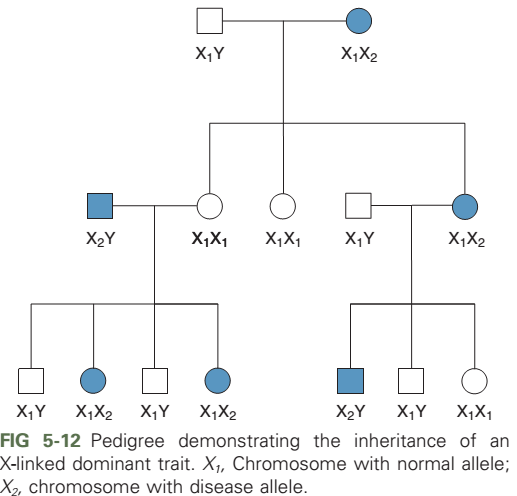 X₁Y X₁X₂
X₂Y X₁X₁ X₁X₁ X₁Y X₁X₂
X₁Y X₁X₂ X₁Y X₁X₂ X₂Y X₁Y X₁X₁
FIG 5-12 Pedigree demonstrating the inheritance of an
X-linked dominant trait. X₁, Chromosome with normal allele;
X₂, chromosome with disease allele.